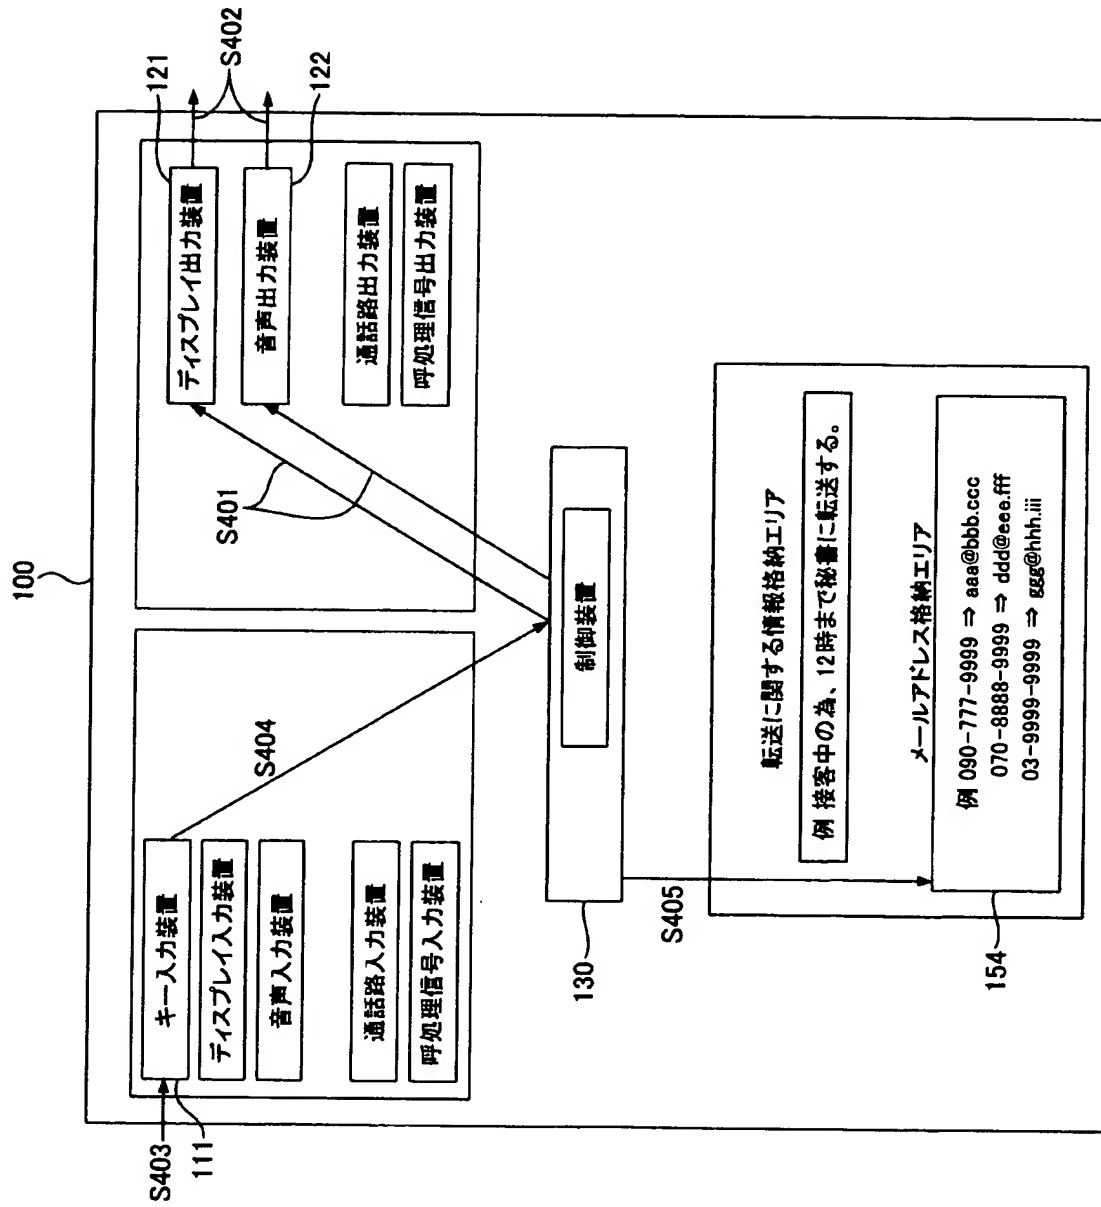 100
S403
111
キー入力装置
ディスプレイ入力装置
音声入力装置
通話路入力装置
呼処理信号入力装置
S404
S401
121
S402
122
ディスプレイ出力装置
音声出力装置
通話路出力装置
呼処理信号出力装置
130
制御装置
S405
転送に関する情報格納エリア
例 接客中の為、12時まで秘書に転送する。
メールアドレス格納エリア
例 090-777-9999 ⇒ aaa@bbb.ccc
070-8888-9999 ⇒ ddd@eee.fff
03-9999-9999 ⇒ ggg@hhh.iii
154